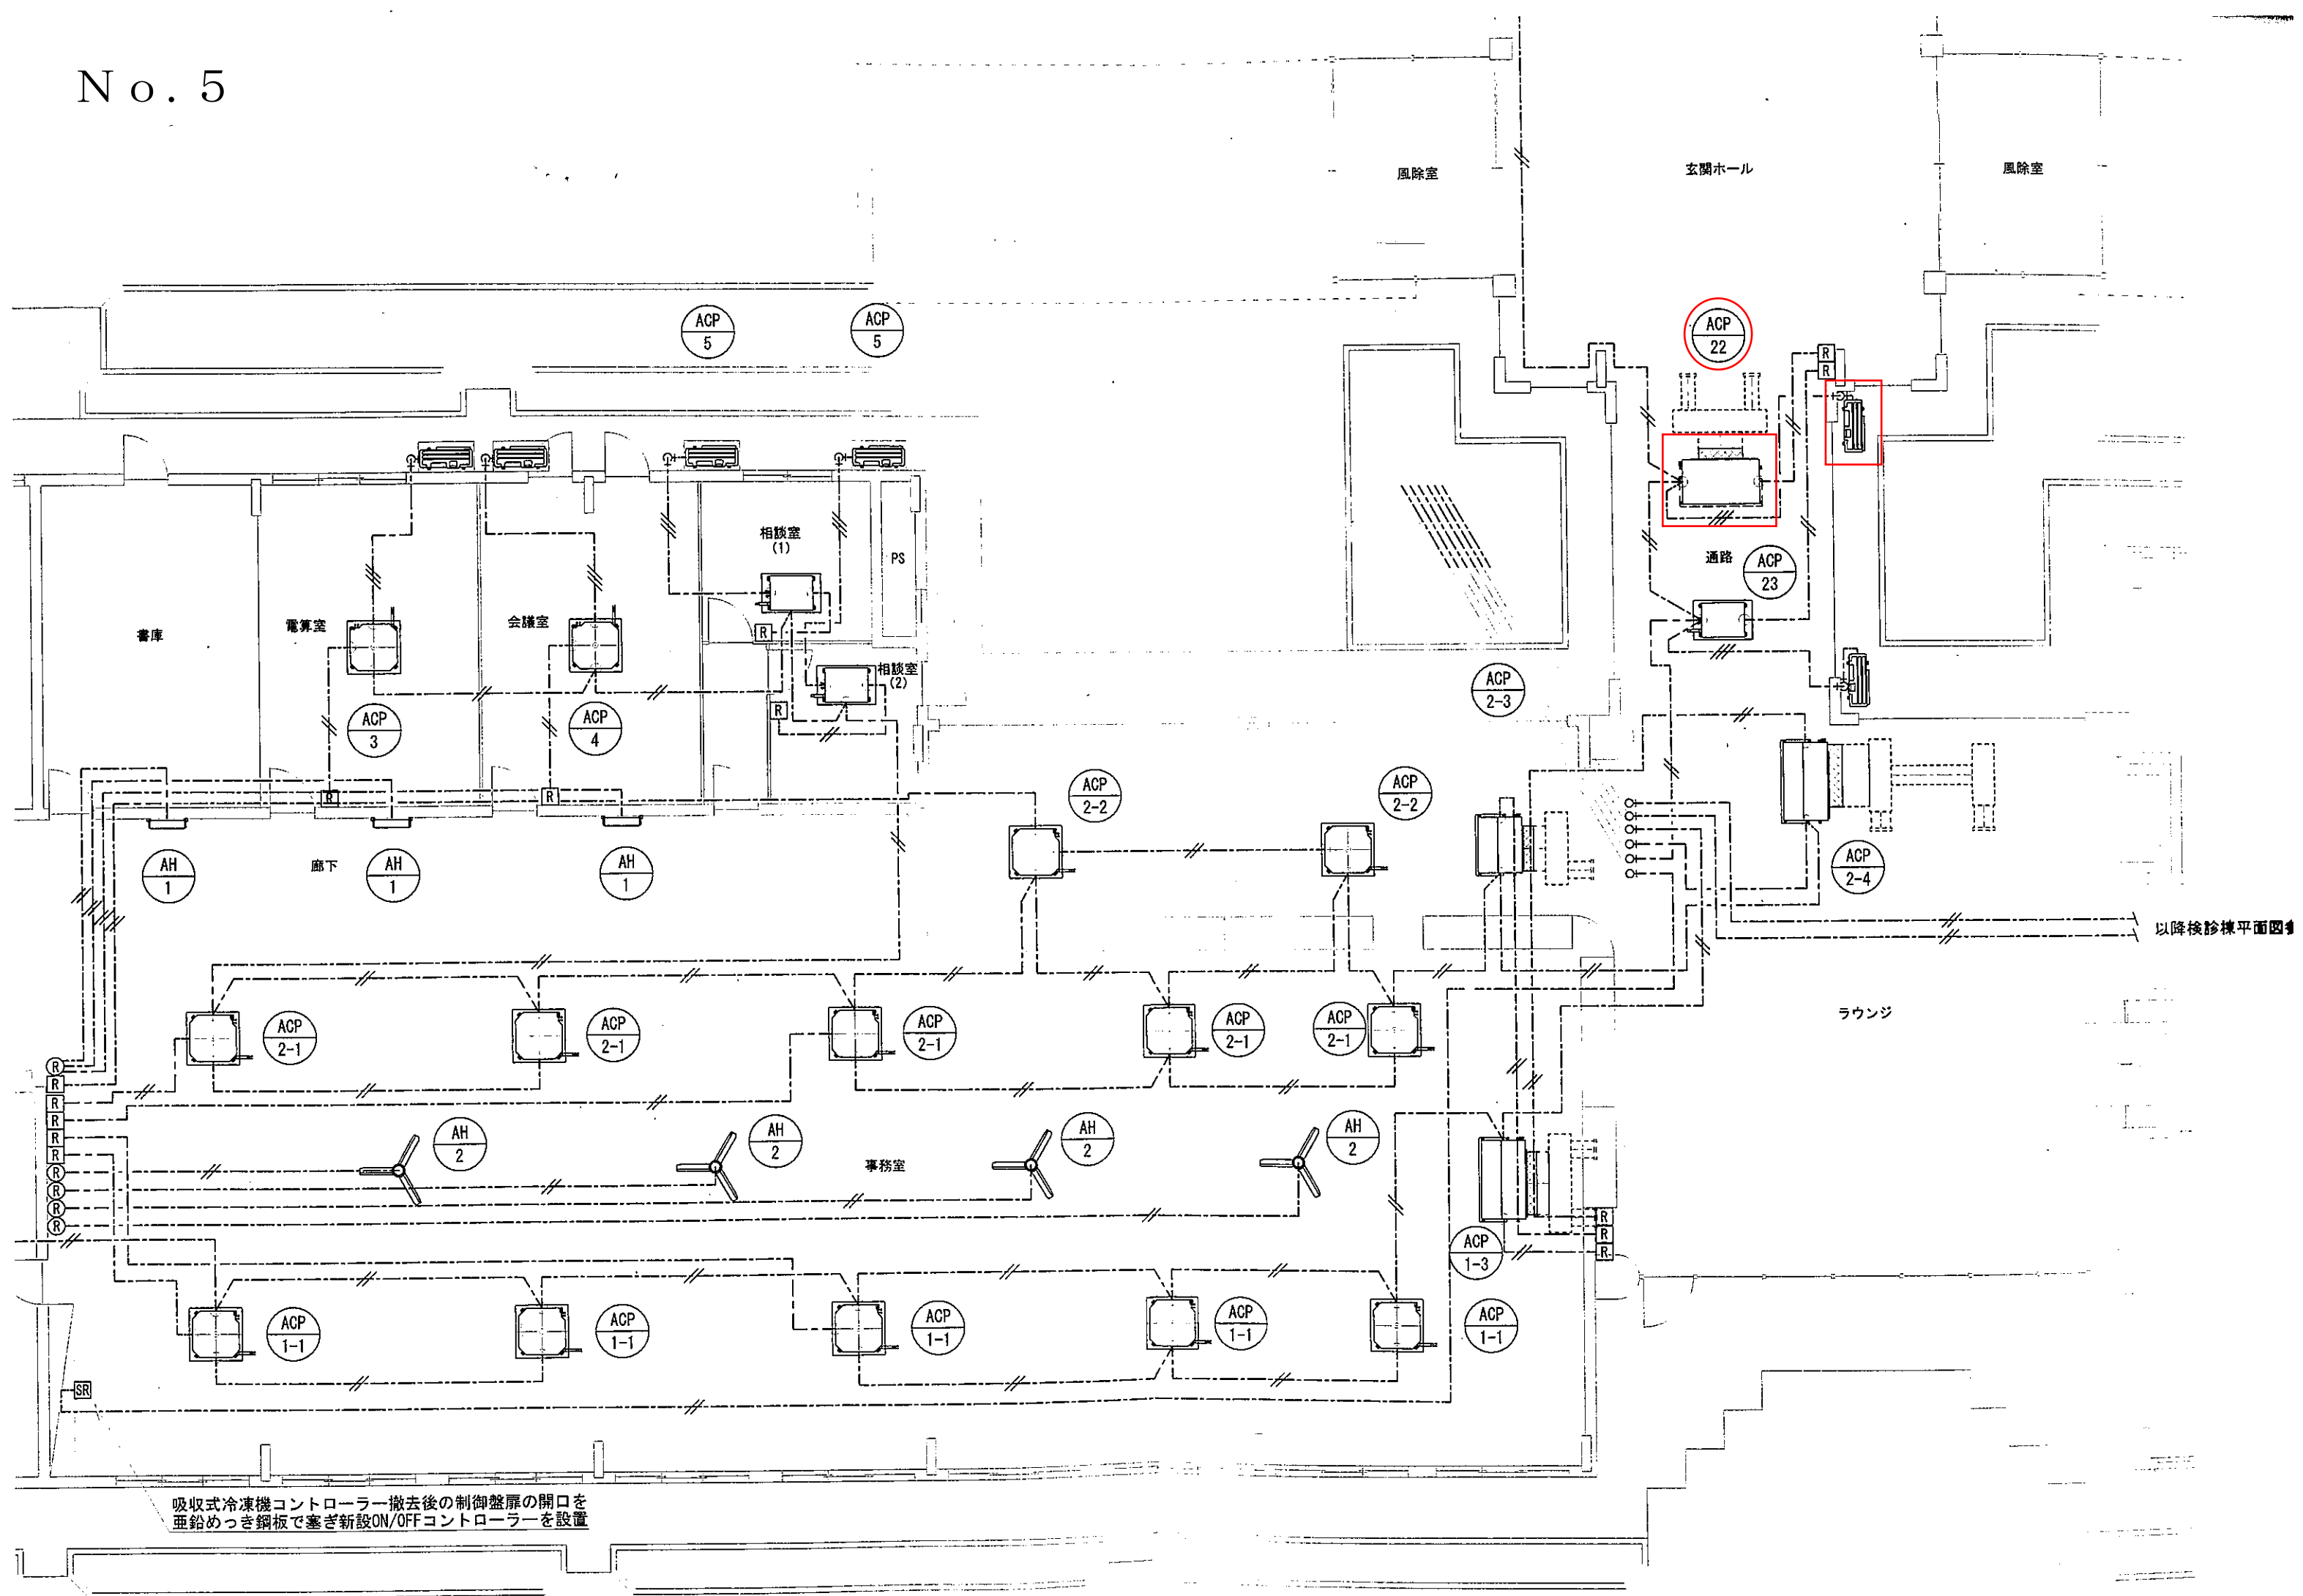 Ｎｏ．５
風除室
玄関ホール
風除室
ACP
5
ACP
5
ACP
22
R
R
相談室
(1)
PS
通路
ACP
23
書庫
電算室
会議室
R
相談室
(2)
R
ACP
3
ACP
4
ACP
2-3
ACP
2-2
ACP
2-2
R
R
AH
1
廊下
AH
1
AH
1
ACP
2-4
以降検診棟平面図
ラウンジ
ACP
2-1
ACP
2-1
ACP
2-1
ACP
2-1
ACP
2-1
R
R
R
R
R
R
R
R
R
R
AH
2
AH
2
AH
2
AH
2
事務室
R
R
R
ACP
1-3
ACP
1-1
ACP
1-1
ACP
1-1
ACP
1-1
ACP
1-1
SR
吸収式冷凍機コントローラー撤去後の制御盤扉の開口を
亜鉛めっき鋼板で塞ぎ新設ON/OFFコントローラーを設置